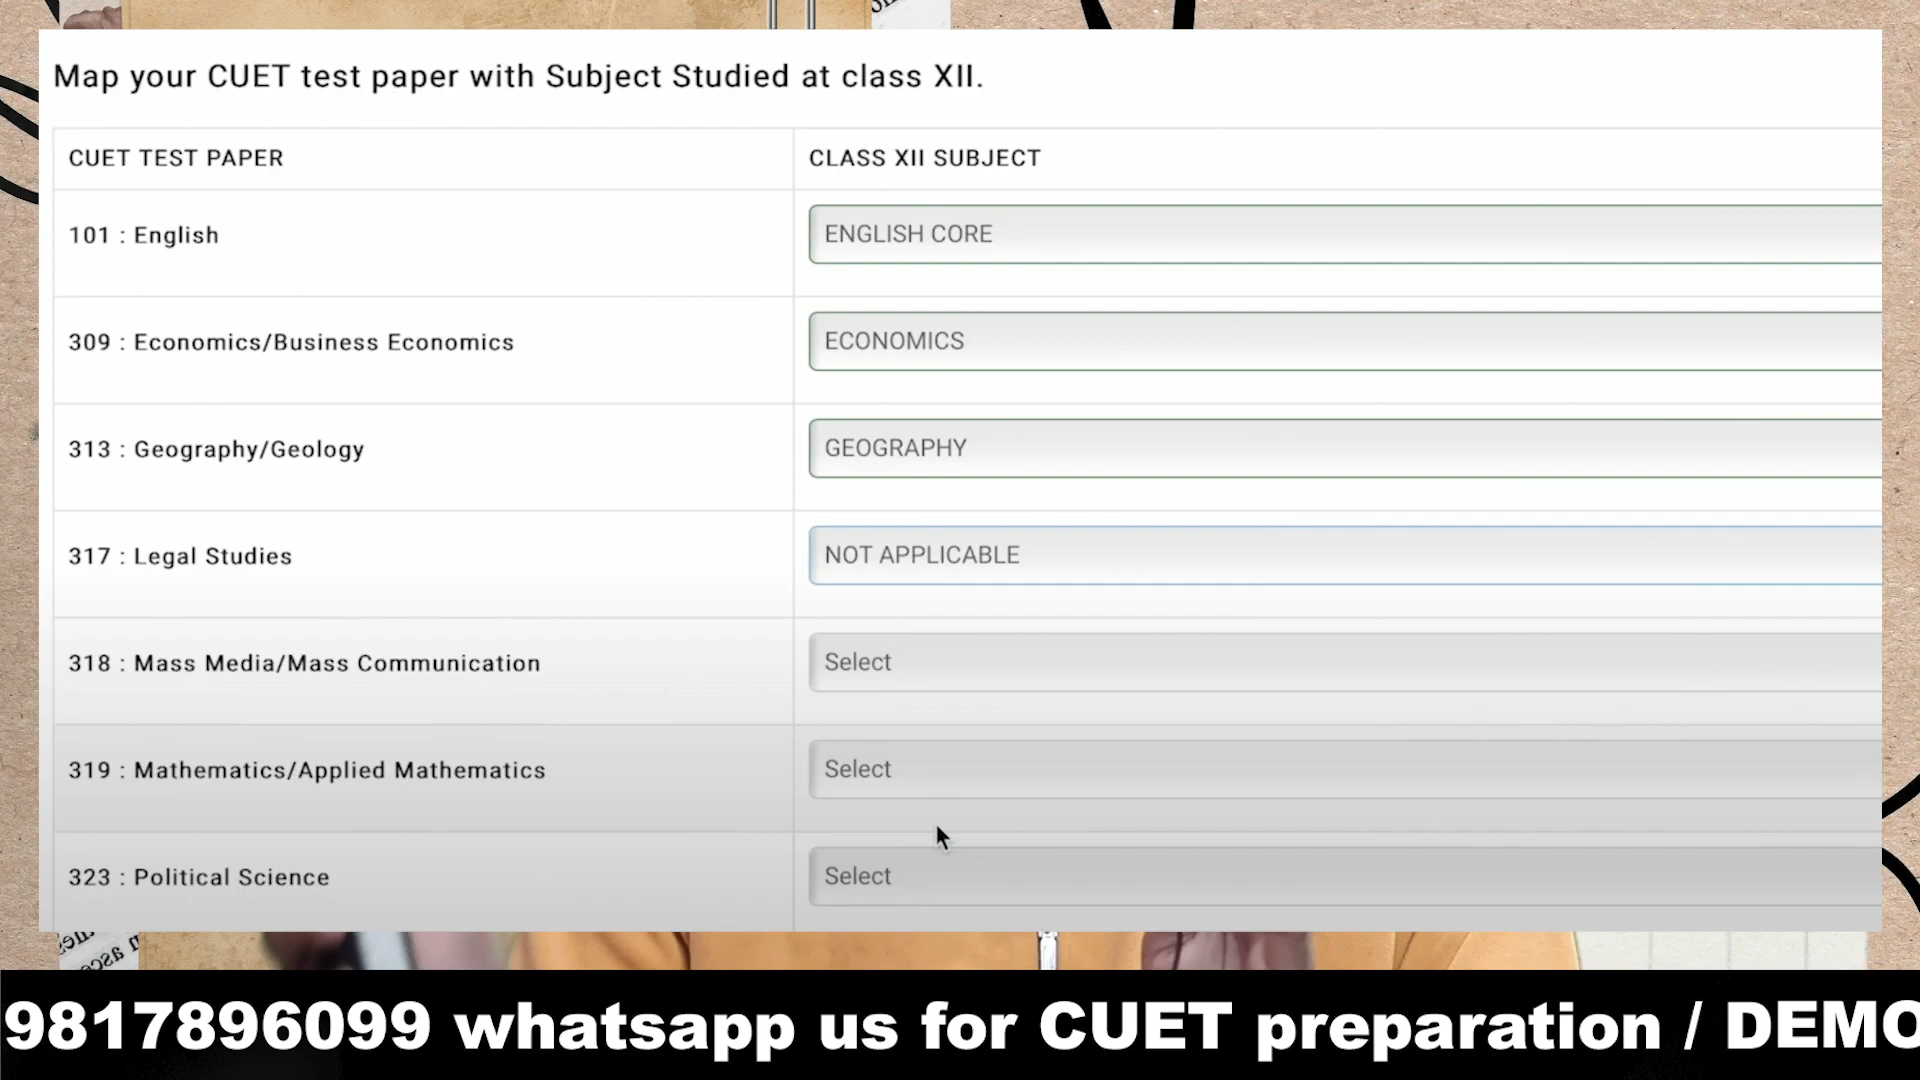 Map your CUET test paper with Subject Studied at class XII.
CUET TEST PAPER CLASS XII SUBJECT
101 : English ENGLISH CORE
309 : Economics/Business Economics ECONOMICS
313 : Geography/Geology GEOGRAPHY
317 : Legal Studies NOT APPLICABLE
318 : Mass Media/Mass Communication Select
319 : Mathematics/Applied Mathematics Select
323 : Political Science Select
9817896099 whatsapp us for CUET preparation / DEMO